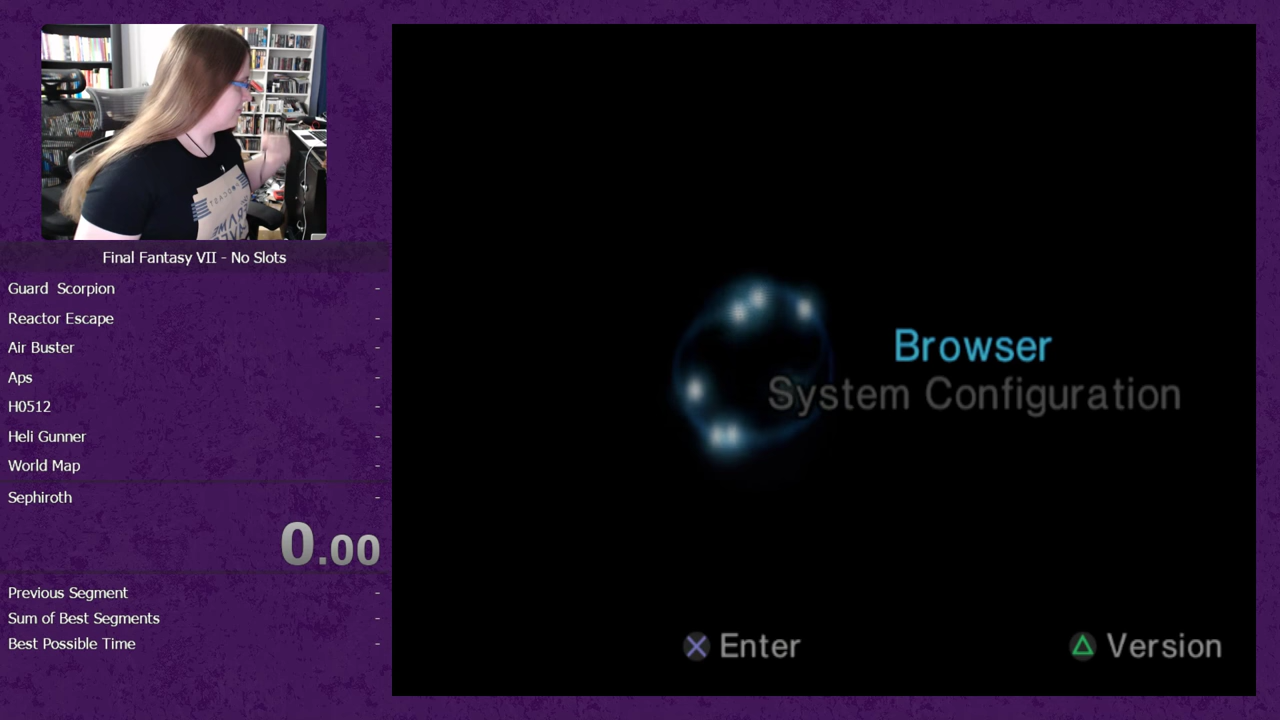 Final Fantasy VII - No Slots
Guard Scorpion -
Reactor Escape -
Air Buster -
Aps -
H0512 -
Heli Gunner -
World Map -
Sephiroth -
0.00
Previous Segment -
Sum of Best Segments -
Best Possible Time -
Browser
System Configuration
Enter
Version